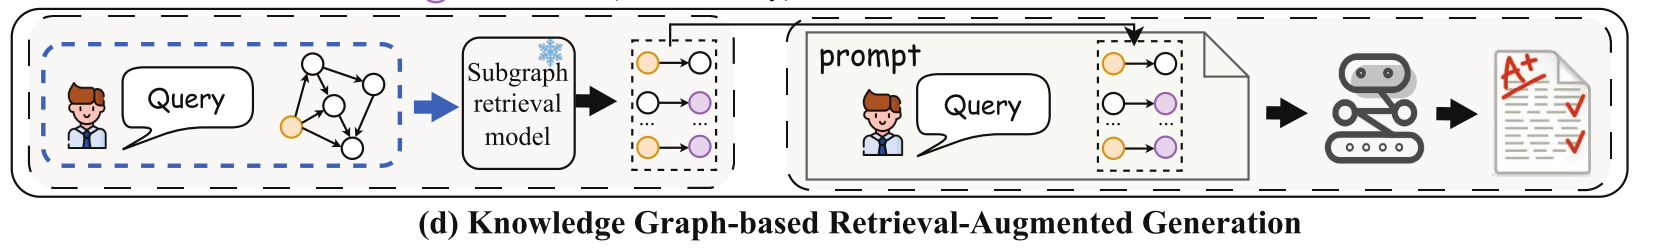 Query
Subgraph
retrieval
model
...
...
prompt
Query
...
...
A+
(d) Knowledge Graph-based Retrieval-Augmented Generation